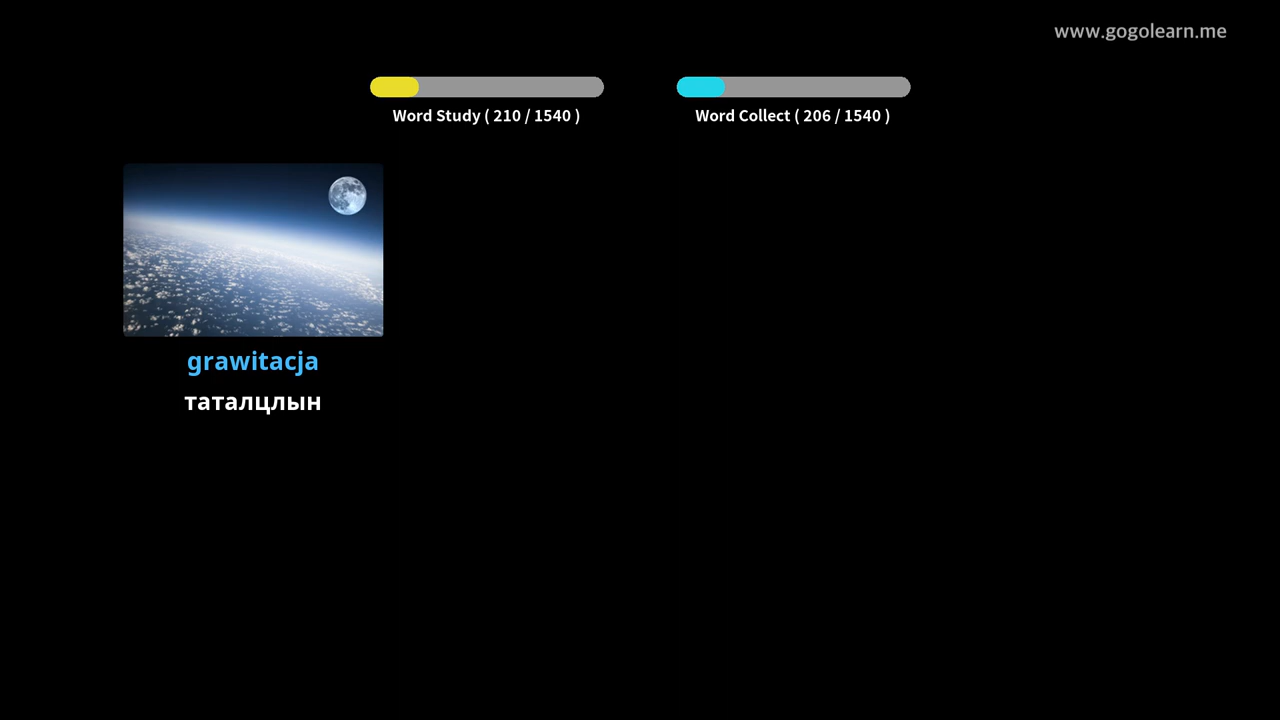 www.gogolearn.me
Word Study ( 210 / 1540 )
Word Collect ( 206 / 1540 )
grawitacja
таталцлын